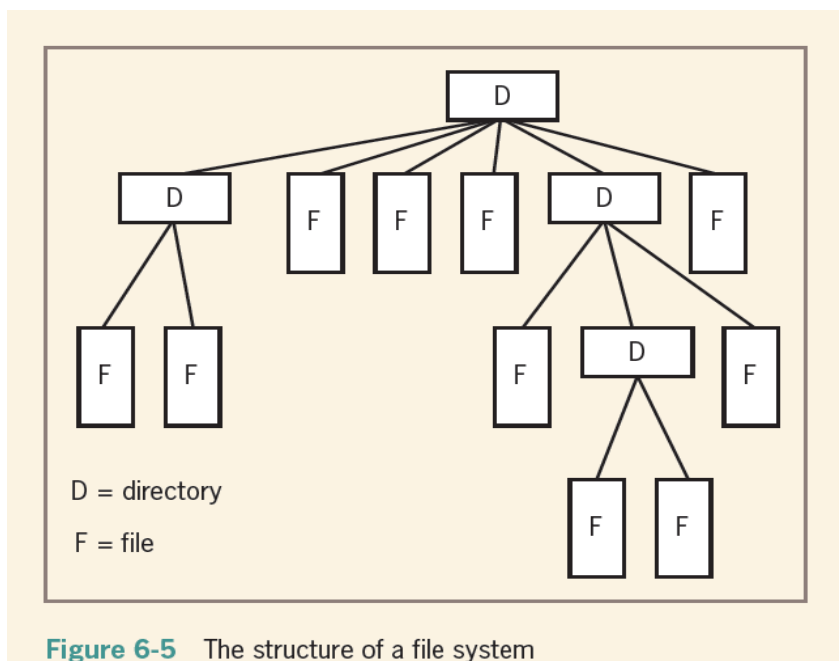 D
D F F F D F
F F F D F
F F
D = directory
F = file
Figure 6-5 The structure of a file system